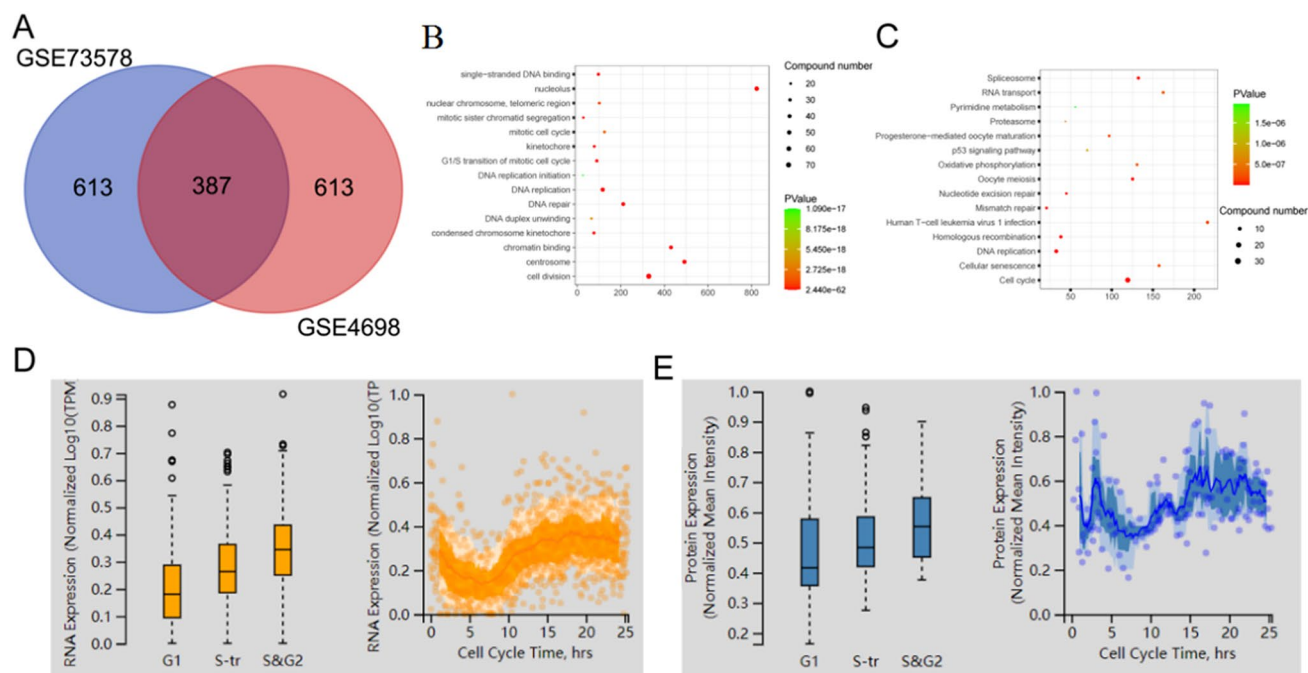 A
GSE73578
613
387
613
GSE4698
B
single-stranded DNA binding
nucleolus
nuclear chromosome, telomeric region
mitotic sister chromatid segregation
mitotic cell cycle
kinetochore
G1/S transition of mitotic cell cycle
DNA replication initiation
DNA replication
DNA repair
DNA duplex unwinding
condensed chromosome kinetochore
chromatin binding
centrosome
cell division
0 200 400 600 800
Compound number
20
30
40
50
60
70
PValue
1.090e-17
8.175e-18
5.450e-18
2.725e-18
2.440e-62
C
Spliceosome
RNA transport
Pyrimidine metabolism
Proteasome
Progesterone-mediated oocyte maturation
p53 signaling pathway
Oxidative phosphorylation
Oocyte meiosis
Nucleotide excision repair
Mismatch repair
Human T-cell leukemia virus 1 infection
Homologous recombination
DNA replication
Cellular senescence
Cell cycle
50 100 150 200
PValue
1.5e-06
1.0e-06
5.0e-07
Compound number
10
20
30
D
RNA Expression (Normalized Log10(TPM
0.9
0.8
0.7
0.6
0.5
0.4
0.3
0.2
0.1
0.0
G1 S-tr S&G2
RNA Expression (Normalized Log10(TP
1.0
0.8
0.6
0.4
0.2
0.0
0 5 10 15 20 25
Cell Cycle Time, hrs
E
Protein Expression
(Normalized Mean Intensity)
1.0
0.9
0.8
0.7
0.6
0.5
0.4
0.3
0.2
G1 S-tr S&G2
Protein Expression
(Normalized Mean Intensity)
1.0
0.8
0.6
0.4
0.2
0.0
0 5 10 15 20 25
Cell Cycle Time, hrs